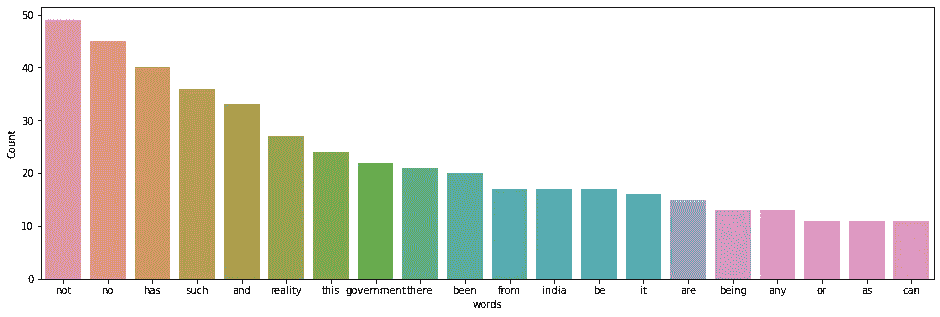 50
40
30
20
10
0
Count
not no has such and reality this government there been from india be it are being any or as can
words